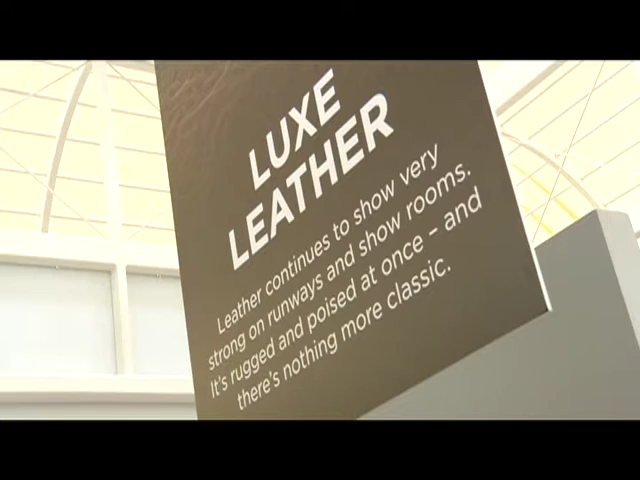 LUXE
LEATHER
Leather continues to show very
strong on runways and show rooms.
It's rugged and poised at once – and
there's nothing more classic.